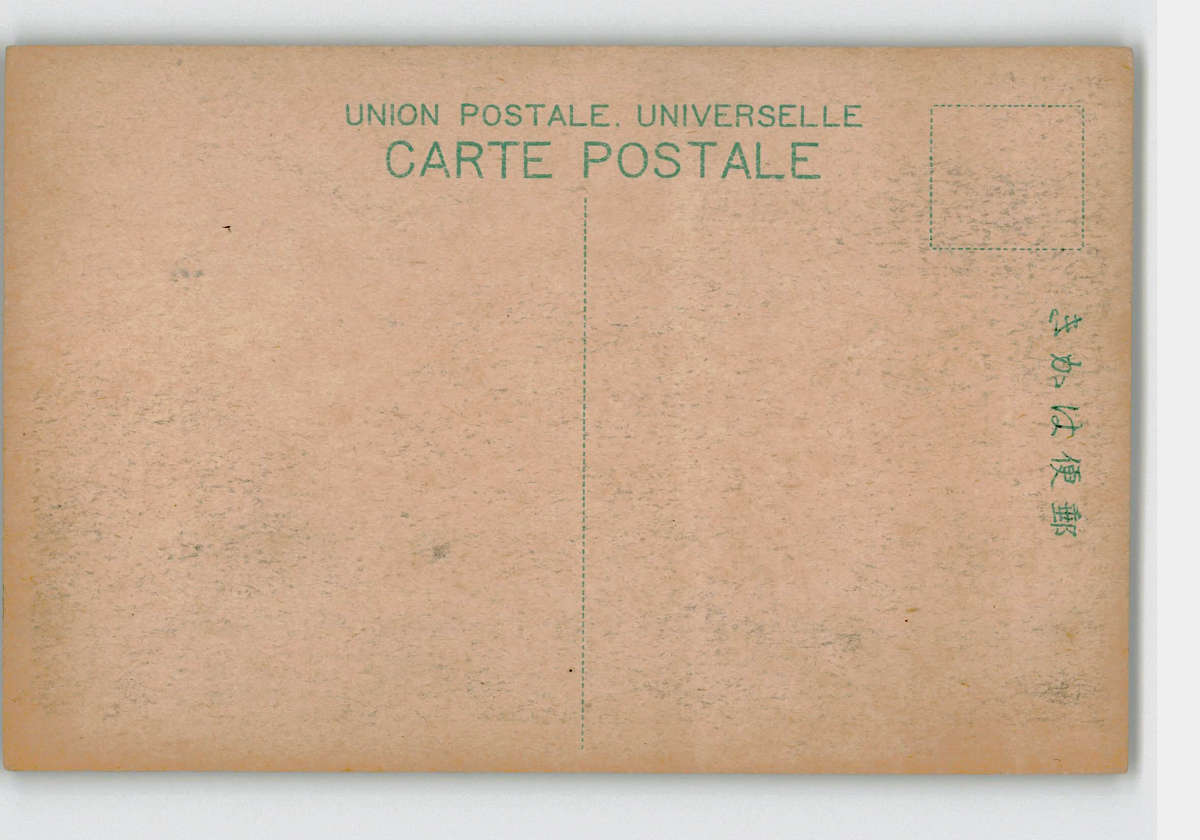 UNION POSTALE. UNIVERSELLE
CARTE POSTALE
郵便はかき